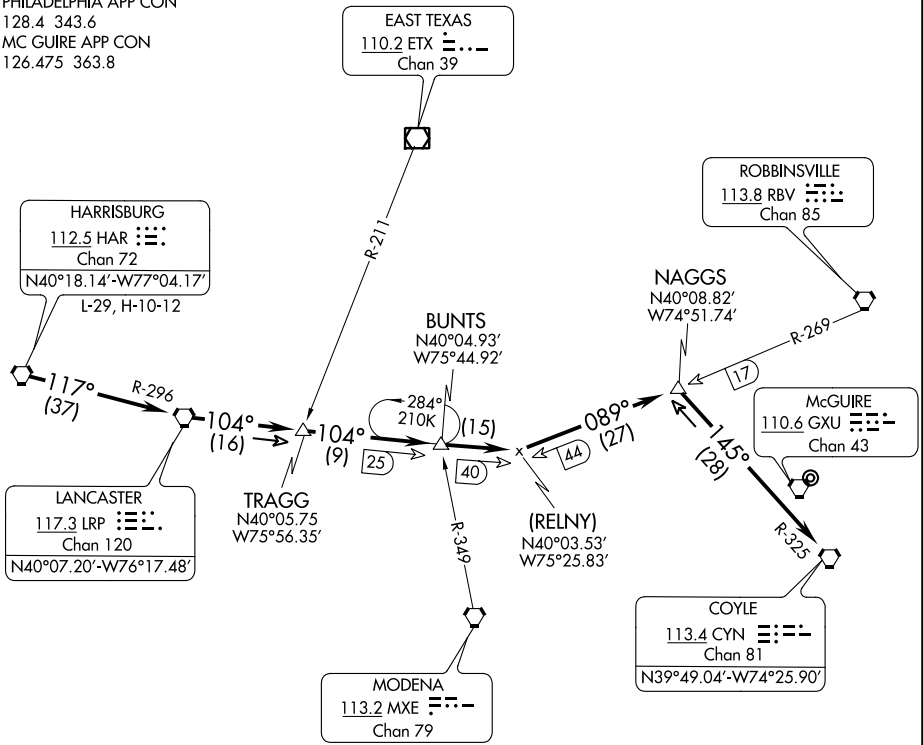 PHILADELPHIA APP CON
128.4 343.6
MC GUIRE APP CON
126.475 363.8
EAST TEXAS
110.2 ETX
Chan 39
ROBBINSVILLE
113.8 RBV
Chan 85
HARRISBURG
112.5 HAR
Chan 72
N40°18.14'-W77°04.17'
L-29, H-10-12
R-211
NAGGS
N40°08.82'
W74°51.74'
BUNTS
N40°04.93'
W75°44.92'
R-269
17
117°
(37)
R-296
104°
(16)
104°
(9)
284°
210K
(15)
25
40
089°
(27)
44
145°
(28)
McGUIRE
110.6 GXU
Chan 43
LANCASTER
117.3 LRP
Chan 120
N40°07.20'-W76°17.48'
TRAGG
N40°05.75
W75°56.35'
R-349
(RELNY)
N40°03.53'
W75°25.83'
R-325
COYLE
113.4 CYN
Chan 81
N39°49.04'-W74°25.90'
MODENA
113.2 MXE
Chan 79